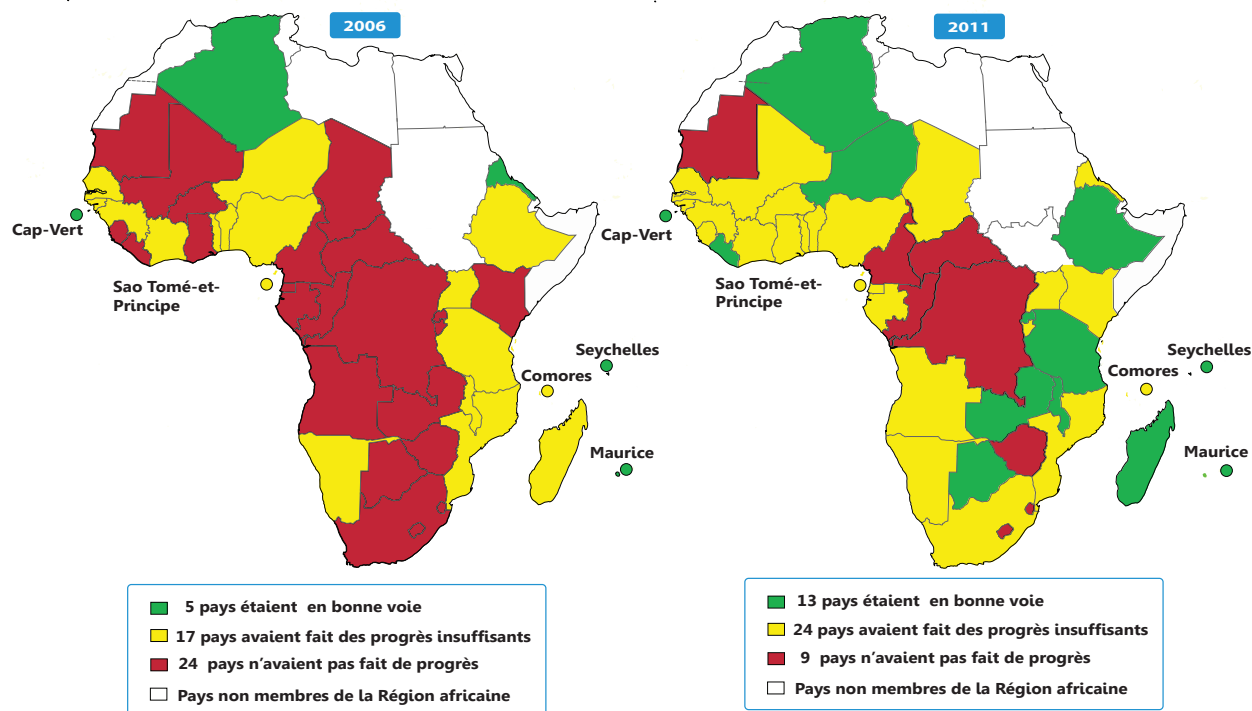 2006
Cap-Vert
Sao Tomé-et-
Principe
Seychelles
Comores
Maurice
5 pays étaient en bonne voie
17 pays avaient fait des progrès insuffisants
24 pays n'avaient pas fait de progrès
Pays non membres de la Région africaine
2011
Cap-Vert
Sao Tomé-et-
Principe
Seychelles
Comores
Maurice
13 pays étaient en bonne voie
24 pays avaient fait des progrès insuffisants
9 pays n'avaient pas fait de progrès
Pays non membres de la Région africaine